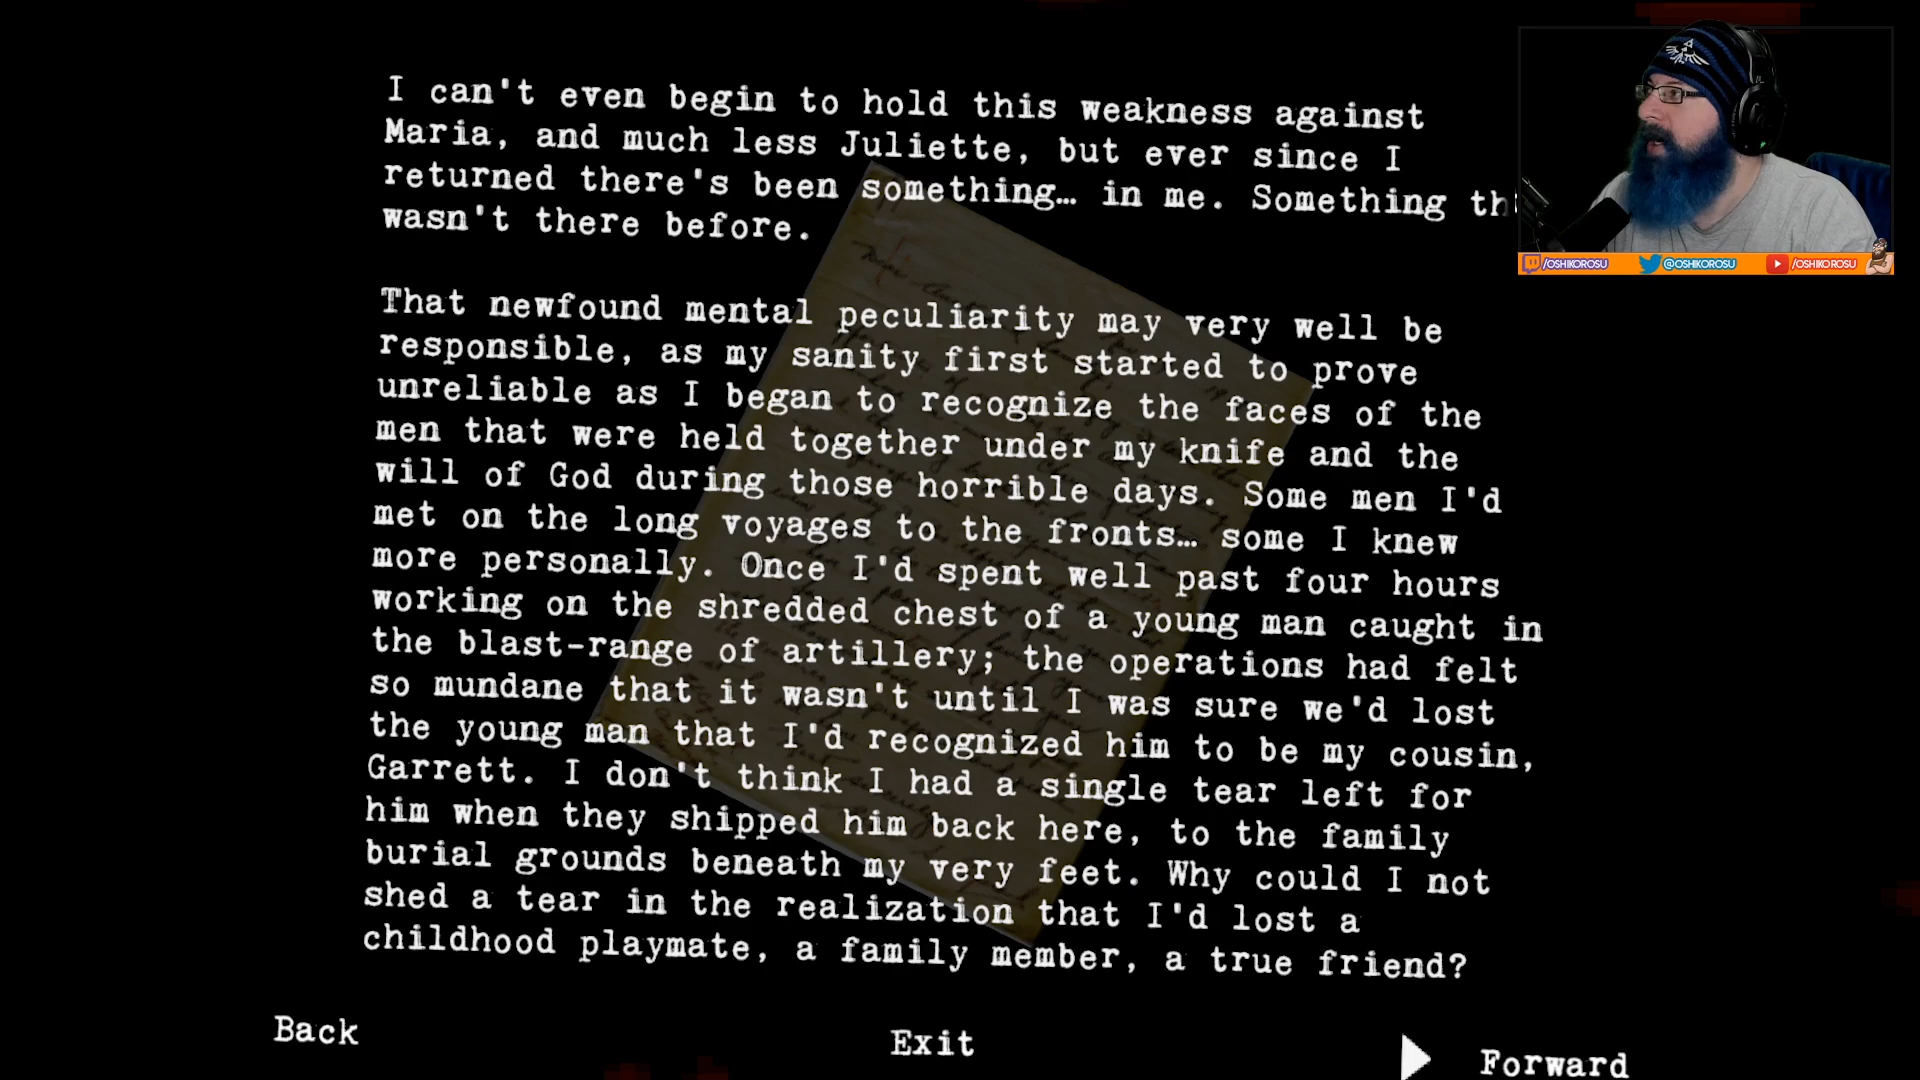 I can't even begin to hold this weakness against
Maria, and much less Juliette, but ever since I
returned there's been something… in me. Something th
wasn't there before.
That newfound mental peculiarity may very well be
responsible, as my sanity first started to prove
unreliable as I began to recognize the faces of the
men that were held together under my knife and the
will of God during those horrible days. Some men I'd
met on the long voyages to the fronts… some I knew
more personally. Once I'd spent well past four hours
working on the shredded chest of a young man caught in
the blast-range of artillery; the operations had felt
so mundane that it wasn't until I was sure we'd lost
the young man that I'd recognized him to be my cousin,
Garrett. I don't think I had a single tear left for
him when they shipped him back here, to the family
burial grounds beneath my very feet. Why could I not
shed a tear in the realization that I'd lost a
childhood playmate, a family member, a true friend?
Back
Exit
Forward
/OSHIKOROSU
@OSHIKOROSU
/OSHIKOROSU